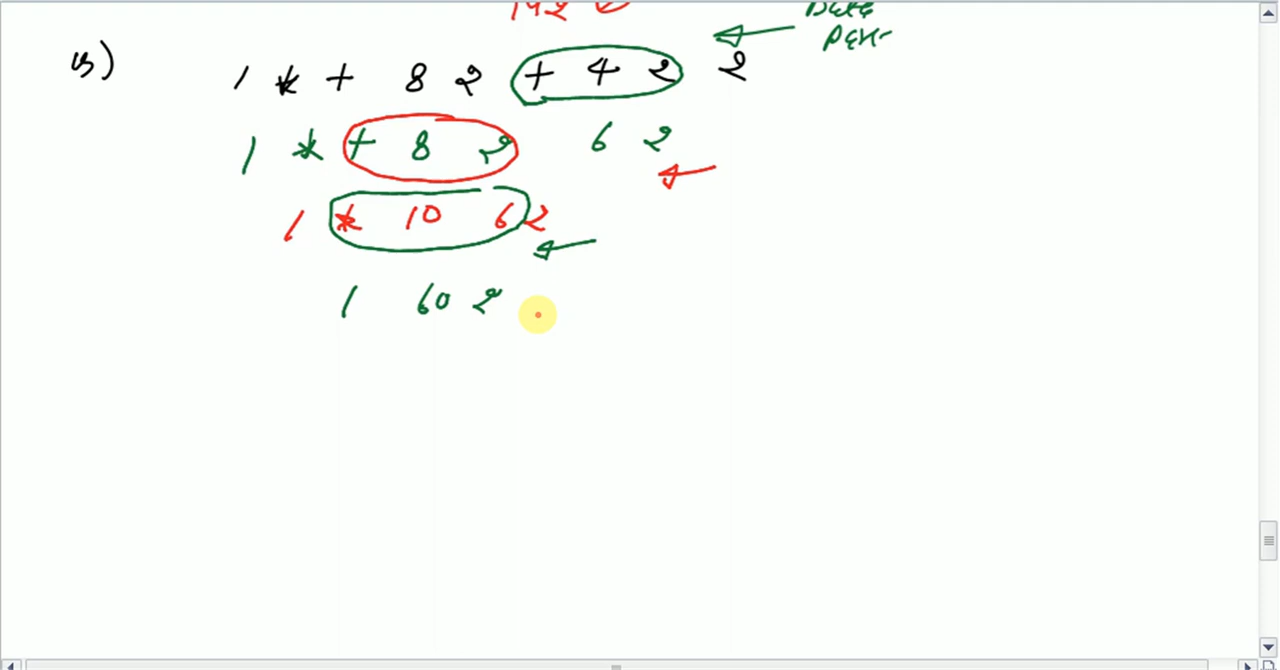 1 * + 8 2 + 4 2 2
1 * + 8 2 6 2
1 * 10 6 2
1 60 2